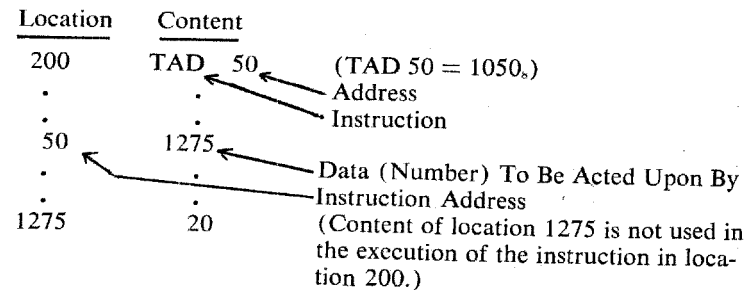 Location Content
200 TAD 50 (TAD 50 = 1050₈)
. . Address
. . Instruction
50 1275
. . Data (Number) To Be Acted Upon By
. . Instruction Address
1275 20 (Content of location 1275 is not used in
the execution of the instruction in loca-
tion 200.)